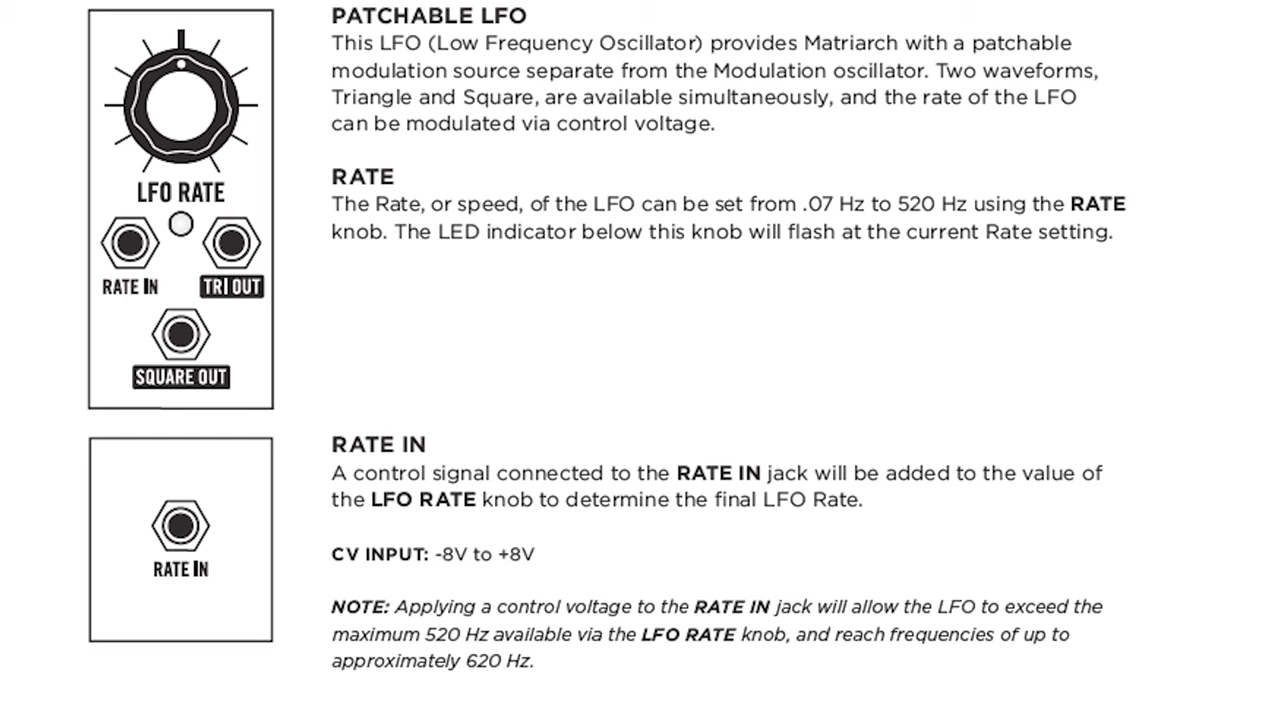 PATCHABLE LFO
This LFO (Low Frequency Oscillator) provides Matriarch with a patchable
modulation source separate from the Modulation oscillator. Two waveforms,
Triangle and Square, are available simultaneously, and the rate of the LFO
can be modulated via control voltage.
RATE
The Rate, or speed, of the LFO can be set from .07 Hz to 520 Hz using the RATE
knob. The LED indicator below this knob will flash at the current Rate setting.
LFO RATE
RATE IN
TRI OUT
SQUARE OUT
RATE IN
A control signal connected to the RATE IN jack will be added to the value of
the LFO RATE knob to determine the final LFO Rate.
CV INPUT: -8V to +8V
NOTE: Applying a control voltage to the RATE IN jack will allow the LFO to exceed the
maximum 520 Hz available via the LFO RATE knob, and reach frequencies of up to
approximately 620 Hz.
RATE IN